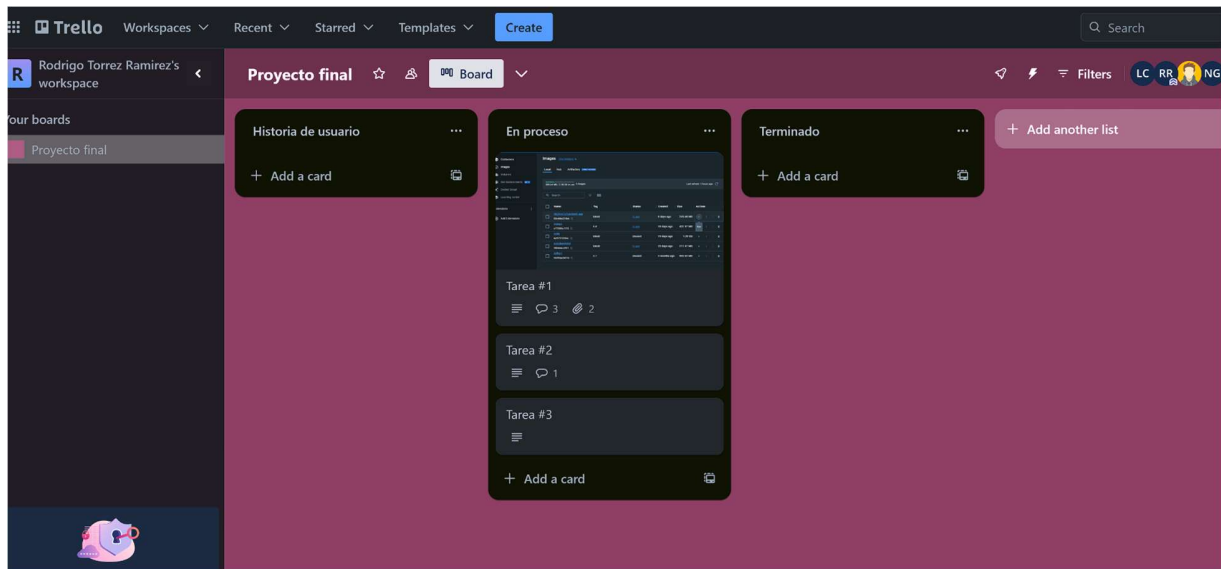 Trello Workspaces Recent Starred Templates Create Search
R Rodrigo Torrez Ramirez's
workspace
Proyecto final Board Filters LC RR NG
our boards
Proyecto final
Historia de usuario
+ Add a card
En proceso
Images
Tarea #1
3 2
Tarea #2
1
Tarea #3
+ Add a card
Terminado
+ Add a card
+ Add another list